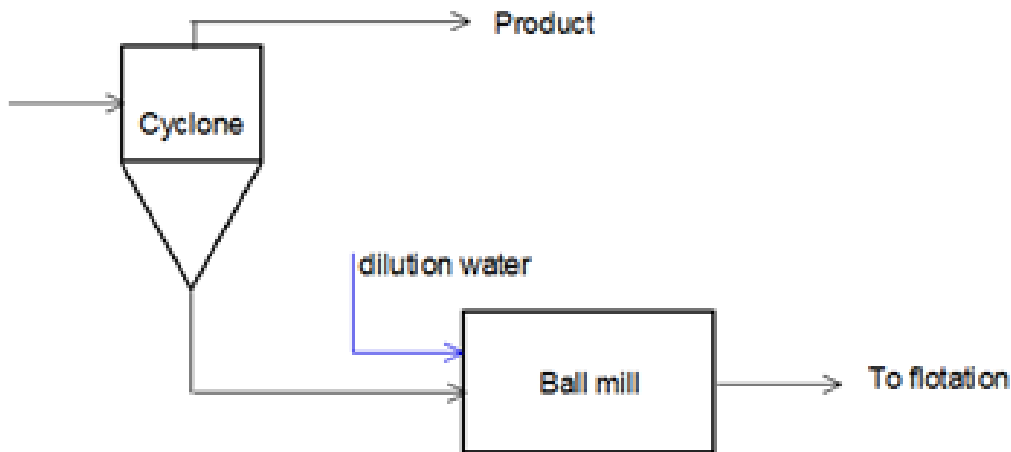 Product
Cyclone
dilution water
Ball mill
To flotation